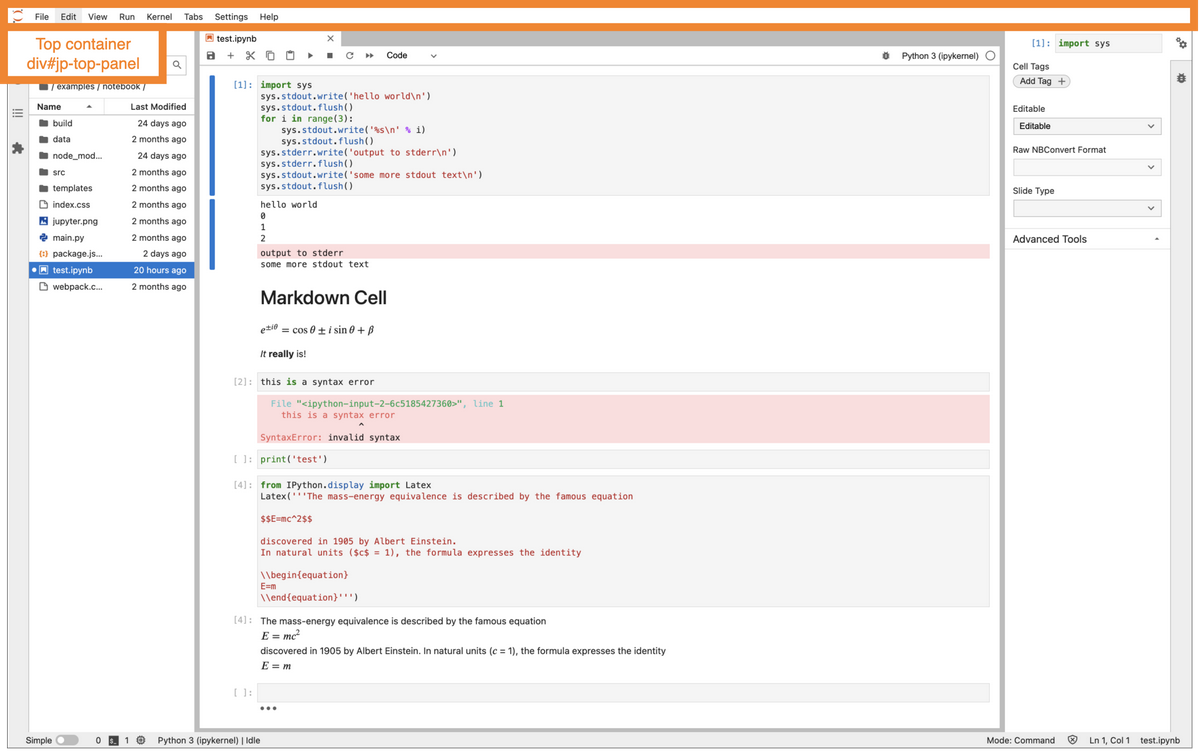 File Edit View Run Kernel Tabs Settings Help
Top container
div#jp-top-panel
/ examples / notebook /
Name Last Modified
build 24 days ago
data 2 months ago
node_mod... 24 days ago
src 2 months ago
templates 2 months ago
index.css 2 months ago
jupyter.png 2 months ago
main.py 2 months ago
package.js... 2 days ago
test.ipynb 20 hours ago
webpack.c... 2 months ago
test.ipynb
Code
Python 3 (ipykernel)
[1]: import sys
sys.stdout.write('hello world\n')
sys.stdout.flush()
for i in range(3):
sys.stdout.write('%s\n' % i)
sys.stdout.flush()
sys.stderr.write('output to stderr\n')
sys.stderr.flush()
sys.stdout.write('some more stdout text\n')
sys.stdout.flush()
hello world
0
1
2
output to stderr
some more stdout text
Markdown Cell
e^±iθ = cos θ ± i sin θ + β
It really is!
[2]: this is a syntax error
File "<ipython-input-2-6c5185427360>", line 1
this is a syntax error
^
SyntaxError: invalid syntax
[ ]: print('test')
[4]: from IPython.display import Latex
Latex('''The mass-energy equivalence is described by the famous equation
$$E=mc^2$$
discovered in 1905 by Albert Einstein.
In natural units ($c$ = 1), the formula expresses the identity
\\begin{equation}
E=m
\\end{equation}''')
[4]: The mass-energy equivalence is described by the famous equation
E = mc²
discovered in 1905 by Albert Einstein. In natural units (c = 1), the formula expresses the identity
E = m
[ ]:
[1]: import sys
Cell Tags
Add Tag +
Editable
Editable
Raw NBConvert Format
Slide Type
Advanced Tools
Simple 0 1 Python 3 (ipykernel) | Idle Mode: Command Ln 1, Col 1 test.ipynb